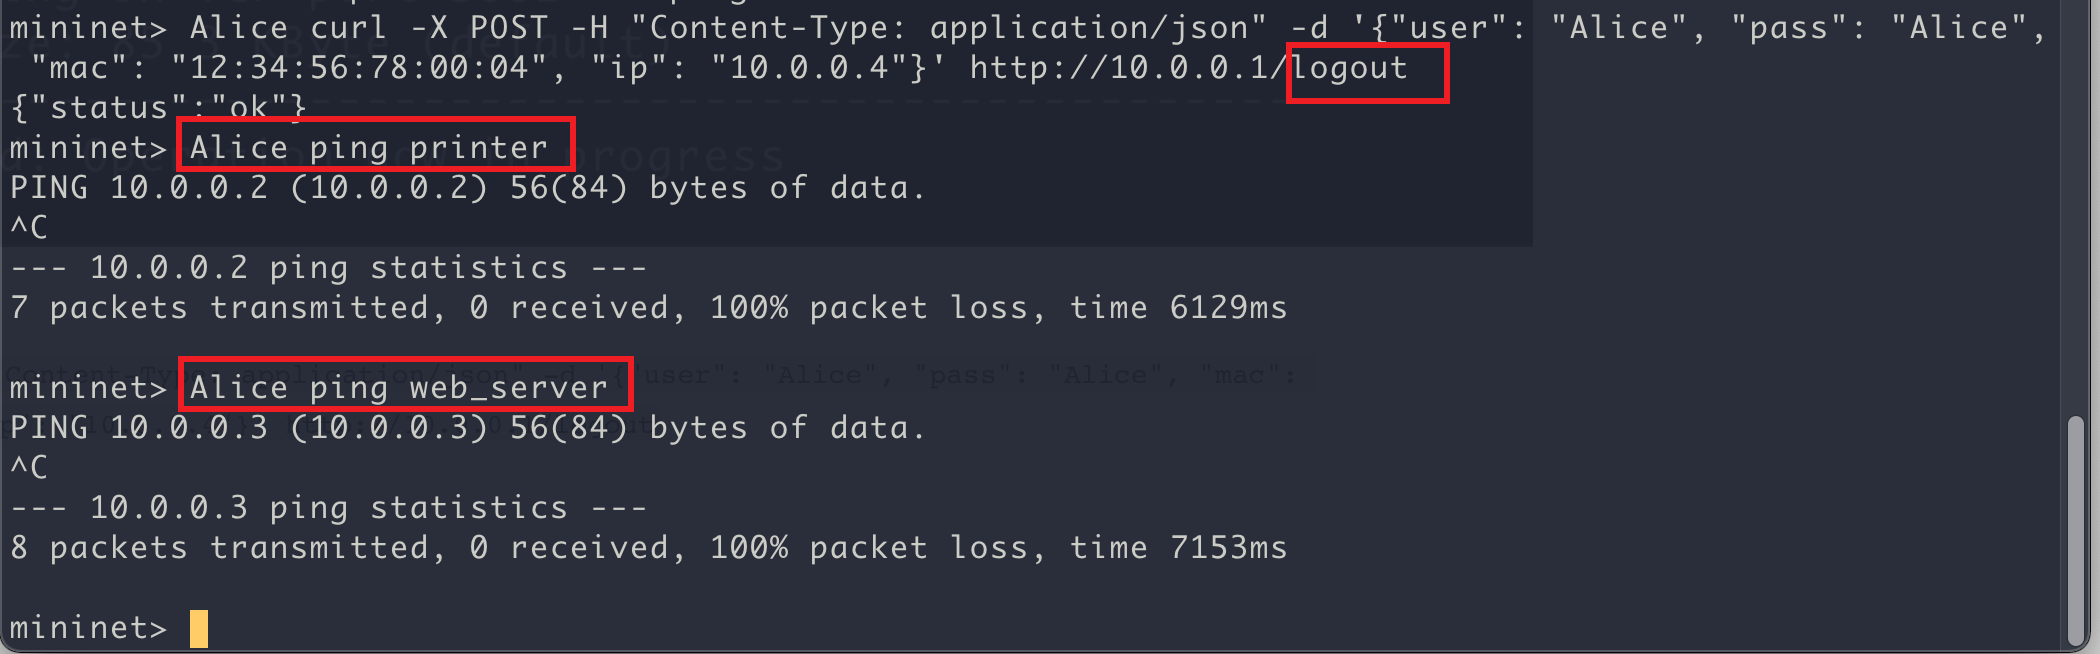 mininet> Alice curl -X POST -H "Content-Type: application/json" -d '{"user": "Alice", "pass": "Alice",
"mac": "12:34:56:78:00:04", "ip": "10.0.0.4"}' http://10.0.0.1/logout
{"status":"ok"}
mininet> Alice ping printer
PING 10.0.0.2 (10.0.0.2) 56(84) bytes of data.
^C
--- 10.0.0.2 ping statistics ---
7 packets transmitted, 0 received, 100% packet loss, time 6129ms
mininet> Alice ping web_server
PING 10.0.0.3 (10.0.0.3) 56(84) bytes of data.
^C
--- 10.0.0.3 ping statistics ---
8 packets transmitted, 0 received, 100% packet loss, time 7153ms
mininet>